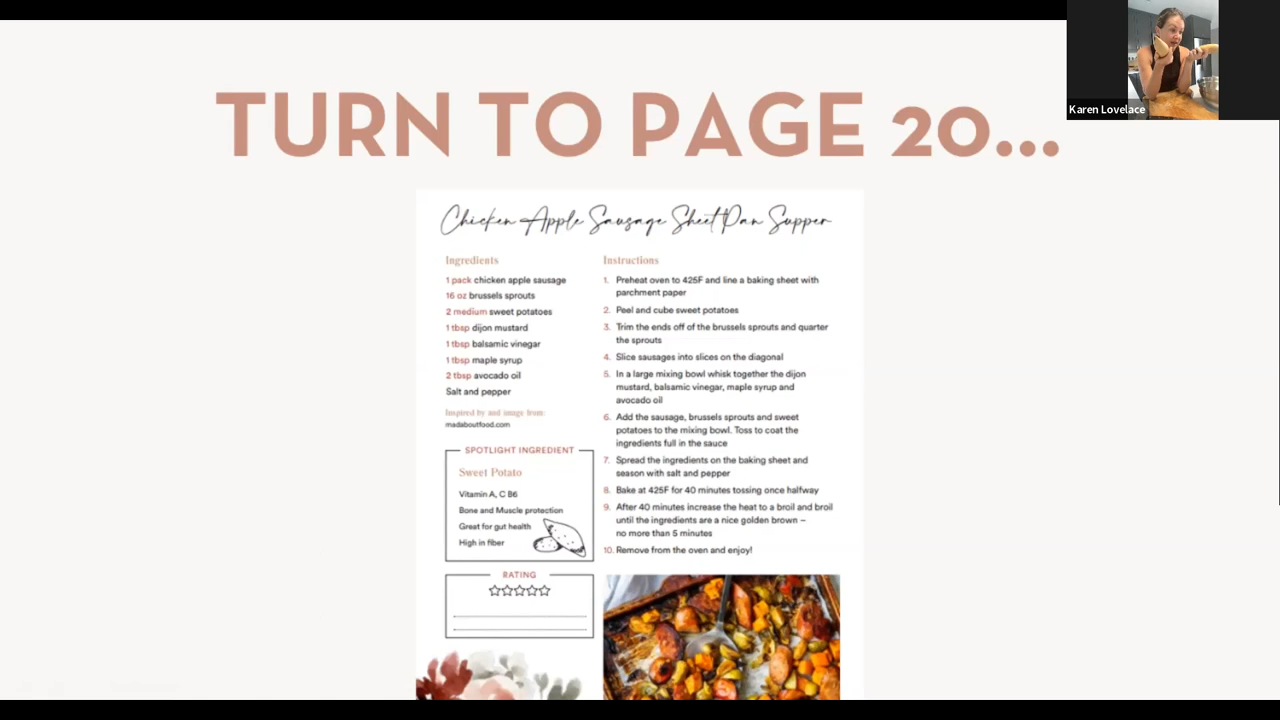 TURN TO PAGE 20...
Karen Lovelace
Chicken Apple Sausage Sheet Pan Supper
Ingredients
1 pack chicken apple sausage
16 oz brussels sprouts
2 medium sweet potatoes
1 tbsp dijon mustard
1 tbsp balsamic vinegar
1 tbsp maple syrup
2 tbsp avocado oil
Salt and pepper
Inspired by and image from:
madaboutfood.com
SPOTLIGHT INGREDIENT
Sweet Potato
Vitamin A, C B6
Bone and Muscle protection
Great for gut health
High in fiber
RATING
Instructions
1. Preheat oven to 425F and line a baking sheet with
parchment paper
2. Peel and cube sweet potatoes
3. Trim the ends off of the brussels sprouts and quarter
the sprouts
4. Slice sausages into slices on the diagonal
5. In a large mixing bowl whisk together the dijon
mustard, balsamic vinegar, maple syrup and
avocado oil
6. Add the sausage, brussels sprouts and sweet
potatoes to the mixing bowl. Toss to coat the
ingredients full in the sauce
7. Spread the ingredients on the baking sheet and
season with salt and pepper
8. Bake at 425F for 40 minutes tossing once halfway
9. After 40 minutes increase the heat to a broil and broil
until the ingredients are a nice golden brown –
no more than 5 minutes
10. Remove from the oven and enjoy!